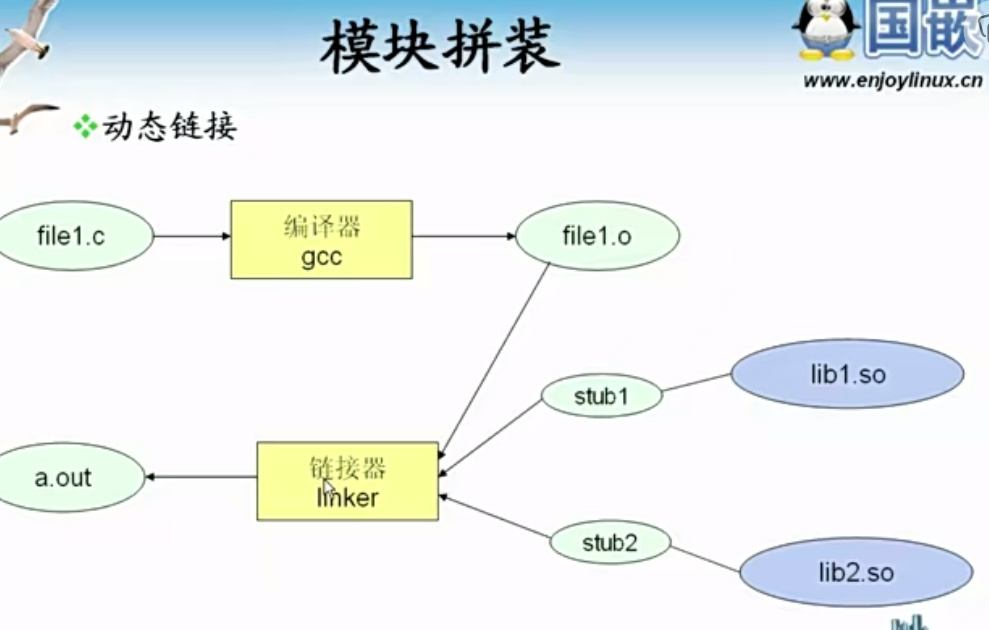 模块拼装
国嵌
www.enjoylinux.cn
动态链接
file1.c
编译器
gcc
file1.o
lib1.so
stub1
链接器
linker
a.out
stub2
lib2.so